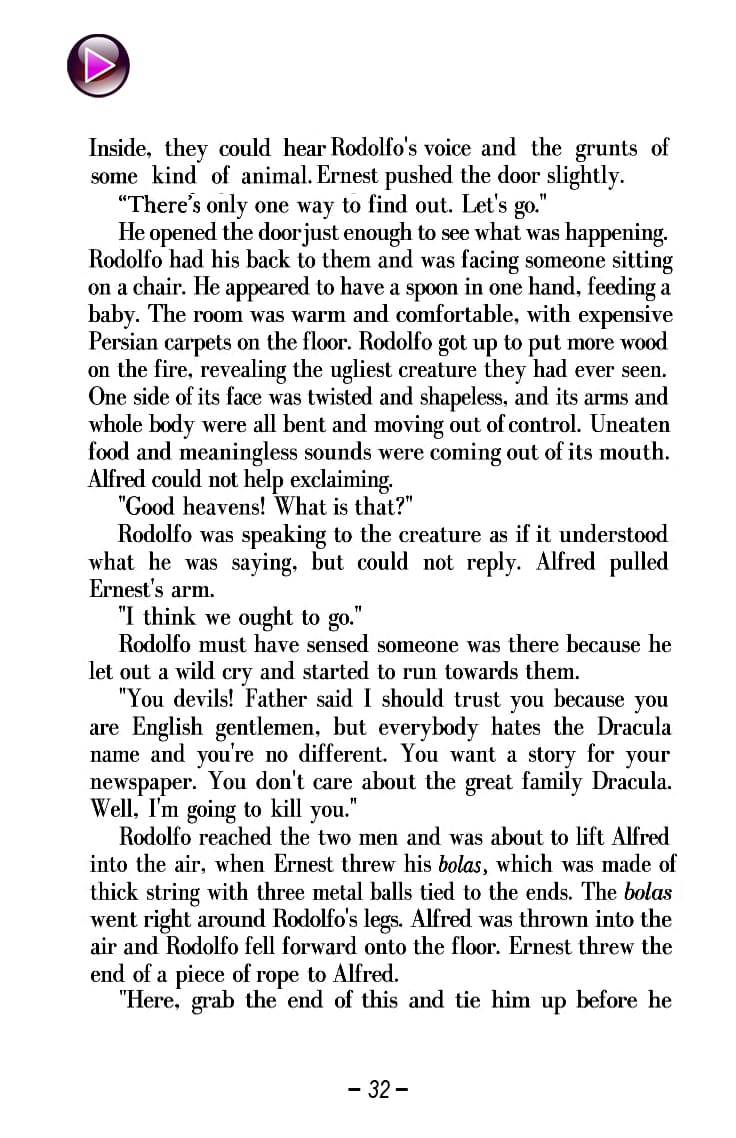 Inside, they could hear Rodolfo's voice and the grunts of
some kind of animal. Ernest pushed the door slightly.
“There’s only one way to find out. Let's go."
He opened the door just enough to see what was happening.
Rodolfo had his back to them and was facing someone sitting
on a chair. He appeared to have a spoon in one hand, feeding a
baby. The room was warm and comfortable, with expensive
Persian carpets on the floor. Rodolfo got up to put more wood
on the fire, revealing the ugliest creature they had ever seen.
One side of its face was twisted and shapeless, and its arms and
whole body were all bent and moving out of control. Uneaten
food and meaningless sounds were coming out of its mouth.
Alfred could not help exclaiming.
"Good heavens! What is that?"
Rodolfo was speaking to the creature as if it understood
what he was saying, but could not reply. Alfred pulled
Ernest's arm.
"I think we ought to go."
Rodolfo must have sensed someone was there because he
let out a wild cry and started to run towards them.
"You devils! Father said I should trust you because you
are English gentlemen, but everybody hates the Dracula
name and you're no different. You want a story for your
newspaper. You don't care about the great family Dracula.
Well, I'm going to kill you."
Rodolfo reached the two men and was about to lift Alfred
into the air, when Ernest threw his bolas, which was made of
thick string with three metal balls tied to the ends. The bolas
went right around Rodolfo's legs. Alfred was thrown into the
air and Rodolfo fell forward onto the floor. Ernest threw the
end of a piece of rope to Alfred.
"Here, grab the end of this and tie him up before he
– 32 –